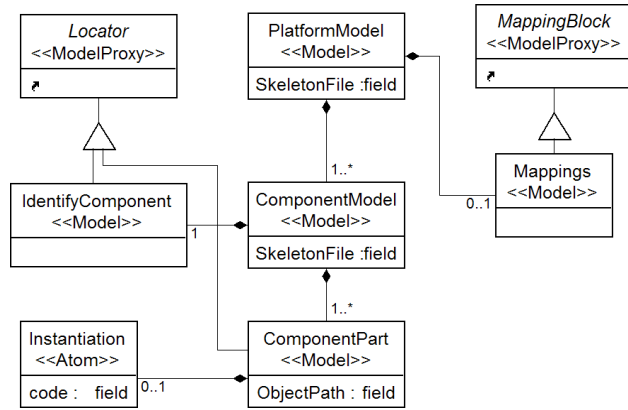 Locator
<<ModelProxy>>
PlatformModel
<<Model>>
SkeletonFile :field
MappingBlock
<<ModelProxy>>
1..*
Mappings
<<Model>>
0..1
IdentifyComponent
<<Model>>
1
ComponentModel
<<Model>>
SkeletonFile :field
1..*
Instantiation
<<Atom>>
code : field
0..1
ComponentPart
<<Model>>
ObjectPath : field